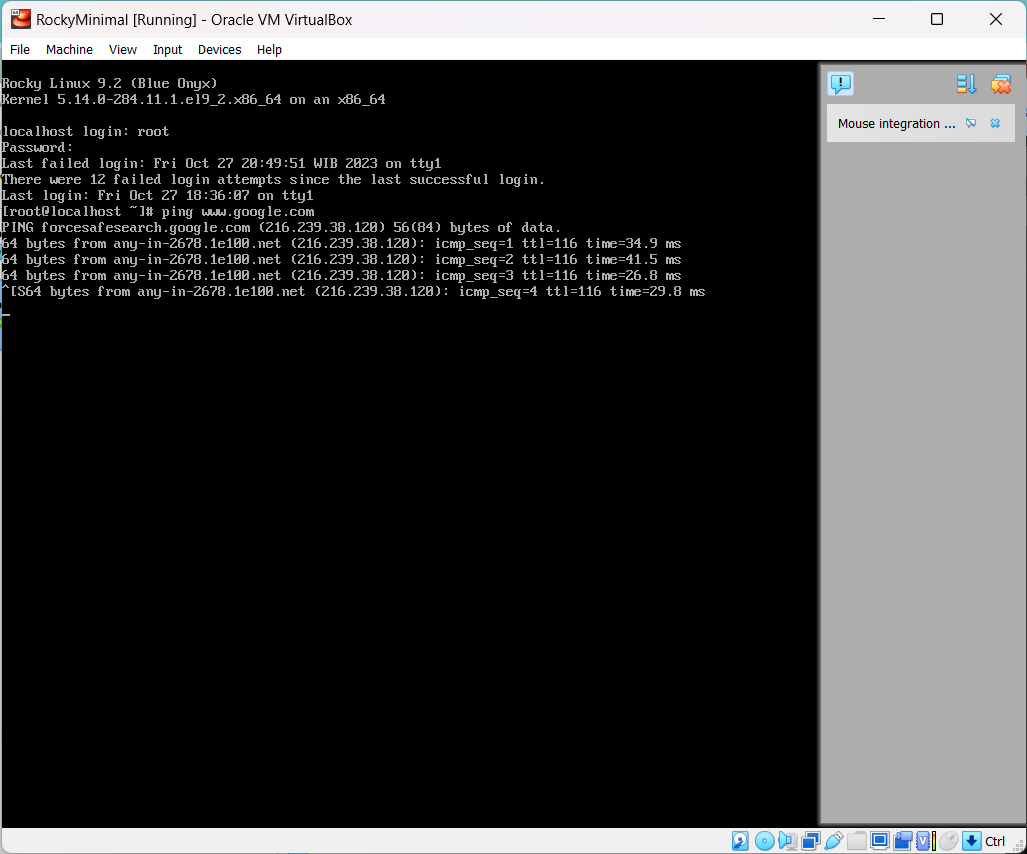 RockyMinimal [Running] - Oracle VM VirtualBox
File Machine View Input Devices Help
Rocky Linux 9.2 (Blue Onyx)
Kernel 5.14.0-284.11.1.el9_2.x86_64 on an x86_64
localhost login: root
Password:
Last failed login: Fri Oct 27 20:49:51 WIB 2023 on tty1
There were 12 failed login attempts since the last successful login.
Last login: Fri Oct 27 18:36:07 on tty1
[root@localhost ~]# ping www.google.com
PING forcesafesearch.google.com (216.239.38.120) 56(84) bytes of data.
64 bytes from any-in-2678.1e100.net (216.239.38.120): icmp_seq=1 ttl=116 time=34.9 ms
64 bytes from any-in-2678.1e100.net (216.239.38.120): icmp_seq=2 ttl=116 time=41.5 ms
64 bytes from any-in-2678.1e100.net (216.239.38.120): icmp_seq=3 ttl=116 time=26.8 ms
^[S64 bytes from any-in-2678.1e100.net (216.239.38.120): icmp_seq=4 ttl=116 time=29.8 ms
Mouse integration ...
Ctrl